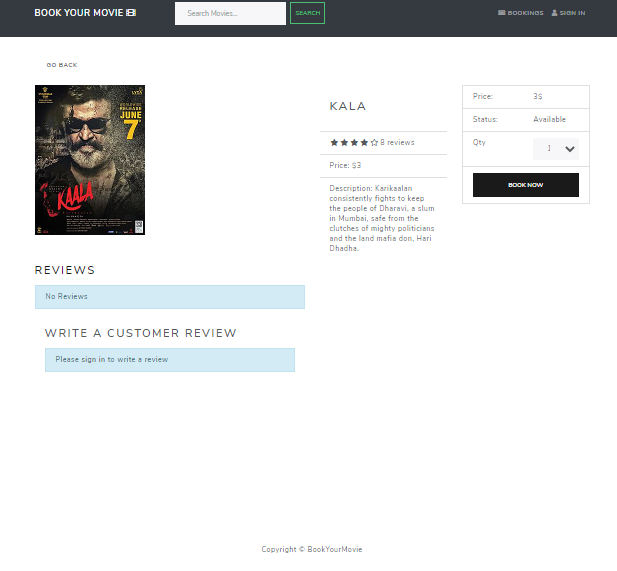 BOOK YOUR MOVIE
Search Movies...
SEARCH
BOOKINGS
SIGN IN
GO BACK
WORLDWIDE
RELEASE
JUNE
7
KAALA
KALA
8 reviews
Price: $3
Description: Karikaalan
consistently fights to keep
the people of Dharavi, a slum
in Mumbai, safe from the
clutches of mighty politicians
and the land mafia don, Hari
Dhadha.
Price: 3$
Status: Available
Qty 1
BOOK NOW
REVIEWS
No Reviews
WRITE A CUSTOMER REVIEW
Please sign in to write a review
Copyright © BookYourMovie